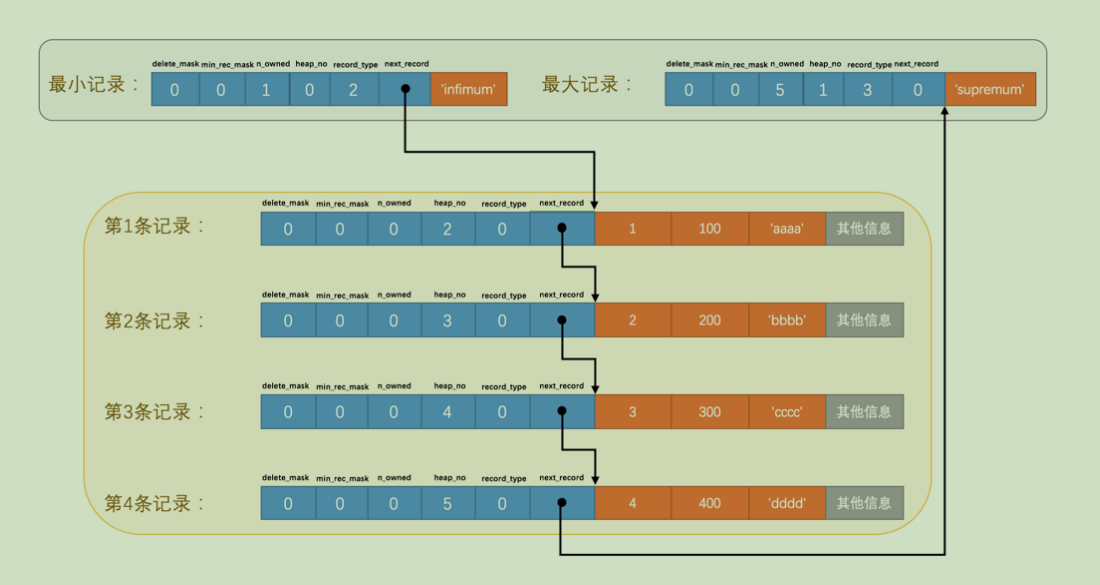 delete_mask min_rec_mask n_owned heap_no record_type next_record delete_mask min_rec_mask n_owned heap_no record_type next_record
最小记录： 0 0 1 0 2 'infimum' 最大记录： 0 0 5 1 3 0 'supremum'
delete_mask min_rec_mask n_owned heap_no record_type next_record
第1条记录： 0 0 0 2 0 1 100 'aaaa' 其他信息
delete_mask min_rec_mask n_owned heap_no record_type next_record
第2条记录： 0 0 0 3 0 2 200 'bbbb' 其他信息
delete_mask min_rec_mask n_owned heap_no record_type next_record
第3条记录： 0 0 0 4 0 3 300 'cccc' 其他信息
delete_mask min_rec_mask n_owned heap_no record_type next_record
第4条记录： 0 0 0 5 0 4 400 'dddd' 其他信息